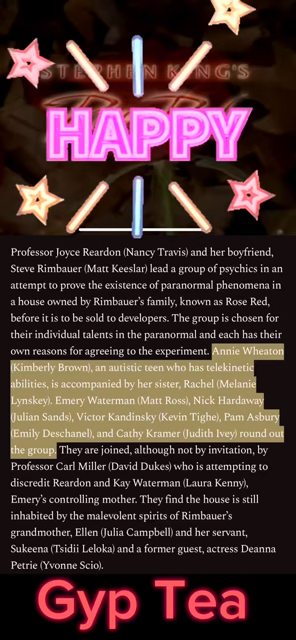 STEPHEN KING'S
HAPPY
Professor Joyce Reardon (Nancy Travis) and her boyfriend,
Steve Rimbauer (Matt Keeslar) lead a group of psychics in an
attempt to prove the existence of paranormal phenomena in
a house owned by Rimbauer's family, known as Rose Red,
before it is to be sold to developers. The group is chosen for
their individual talents in the paranormal and each has their
own reasons for agreeing to the experiment. Annie Wheaton
(Kimberly Brown), an autistic teen who has telekinetic
abilities, is accompanied by her sister, Rachel (Melanie
Lynskey). Emery Waterman (Matt Ross), Nick Hardaway
(Julian Sands), Victor Kandinsky (Kevin Tighe), Pam Asbury
(Emily Deschanel), and Cathy Kramer (Judith Ivey) round out
the group. They are joined, although not by invitation, by
Professor Carl Miller (David Dukes) who is attempting to
discredit Reardon and Kay Waterman (Laura Kenny),
Emery's controlling mother. They find the house is still
inhabited by the malevolent spirits of Rimbauer's
grandmother, Ellen (Julia Campbell) and her servant,
Sukeena (Tsidii Leloka) and a former guest, actress Deanna
Petrie (Yvonne Scio).
Gyp Tea